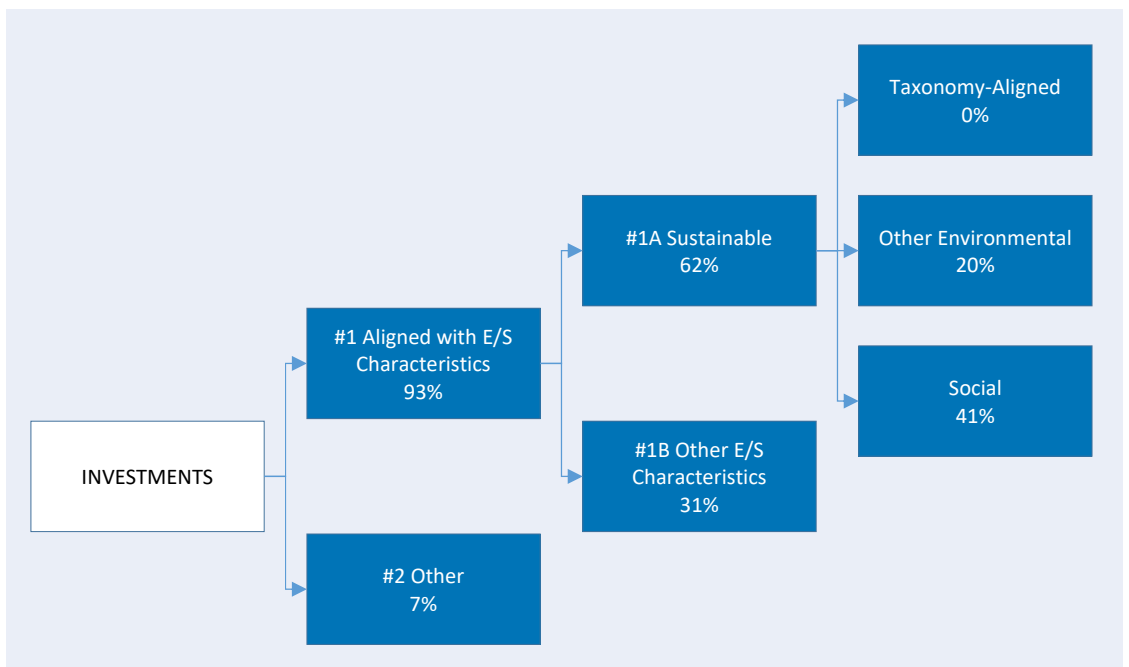 INVESTMENTS
#1 Aligned with E/S
Characteristics
93%
#2 Other
7%
#1A Sustainable
62%
#1B Other E/S
Characteristics
31%
Taxonomy-Aligned
0%
Other Environmental
20%
Social
41%